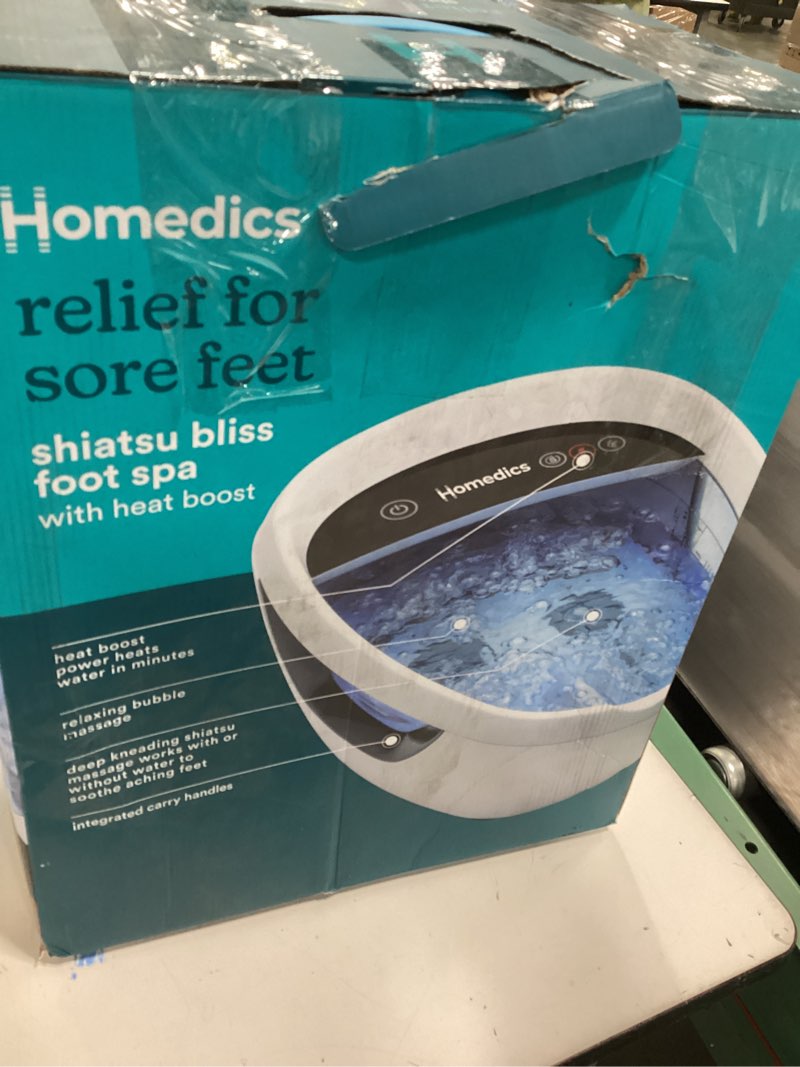 Homedics
relief for
sore feet
shiatsu bliss
foot spa
with heat boost
Homedics
heat boost
power heats
water in minutes
relaxing bubble
massage
deep kneading shiatsu
massage works with or
without water to
soothe aching feet
integrated carry handles